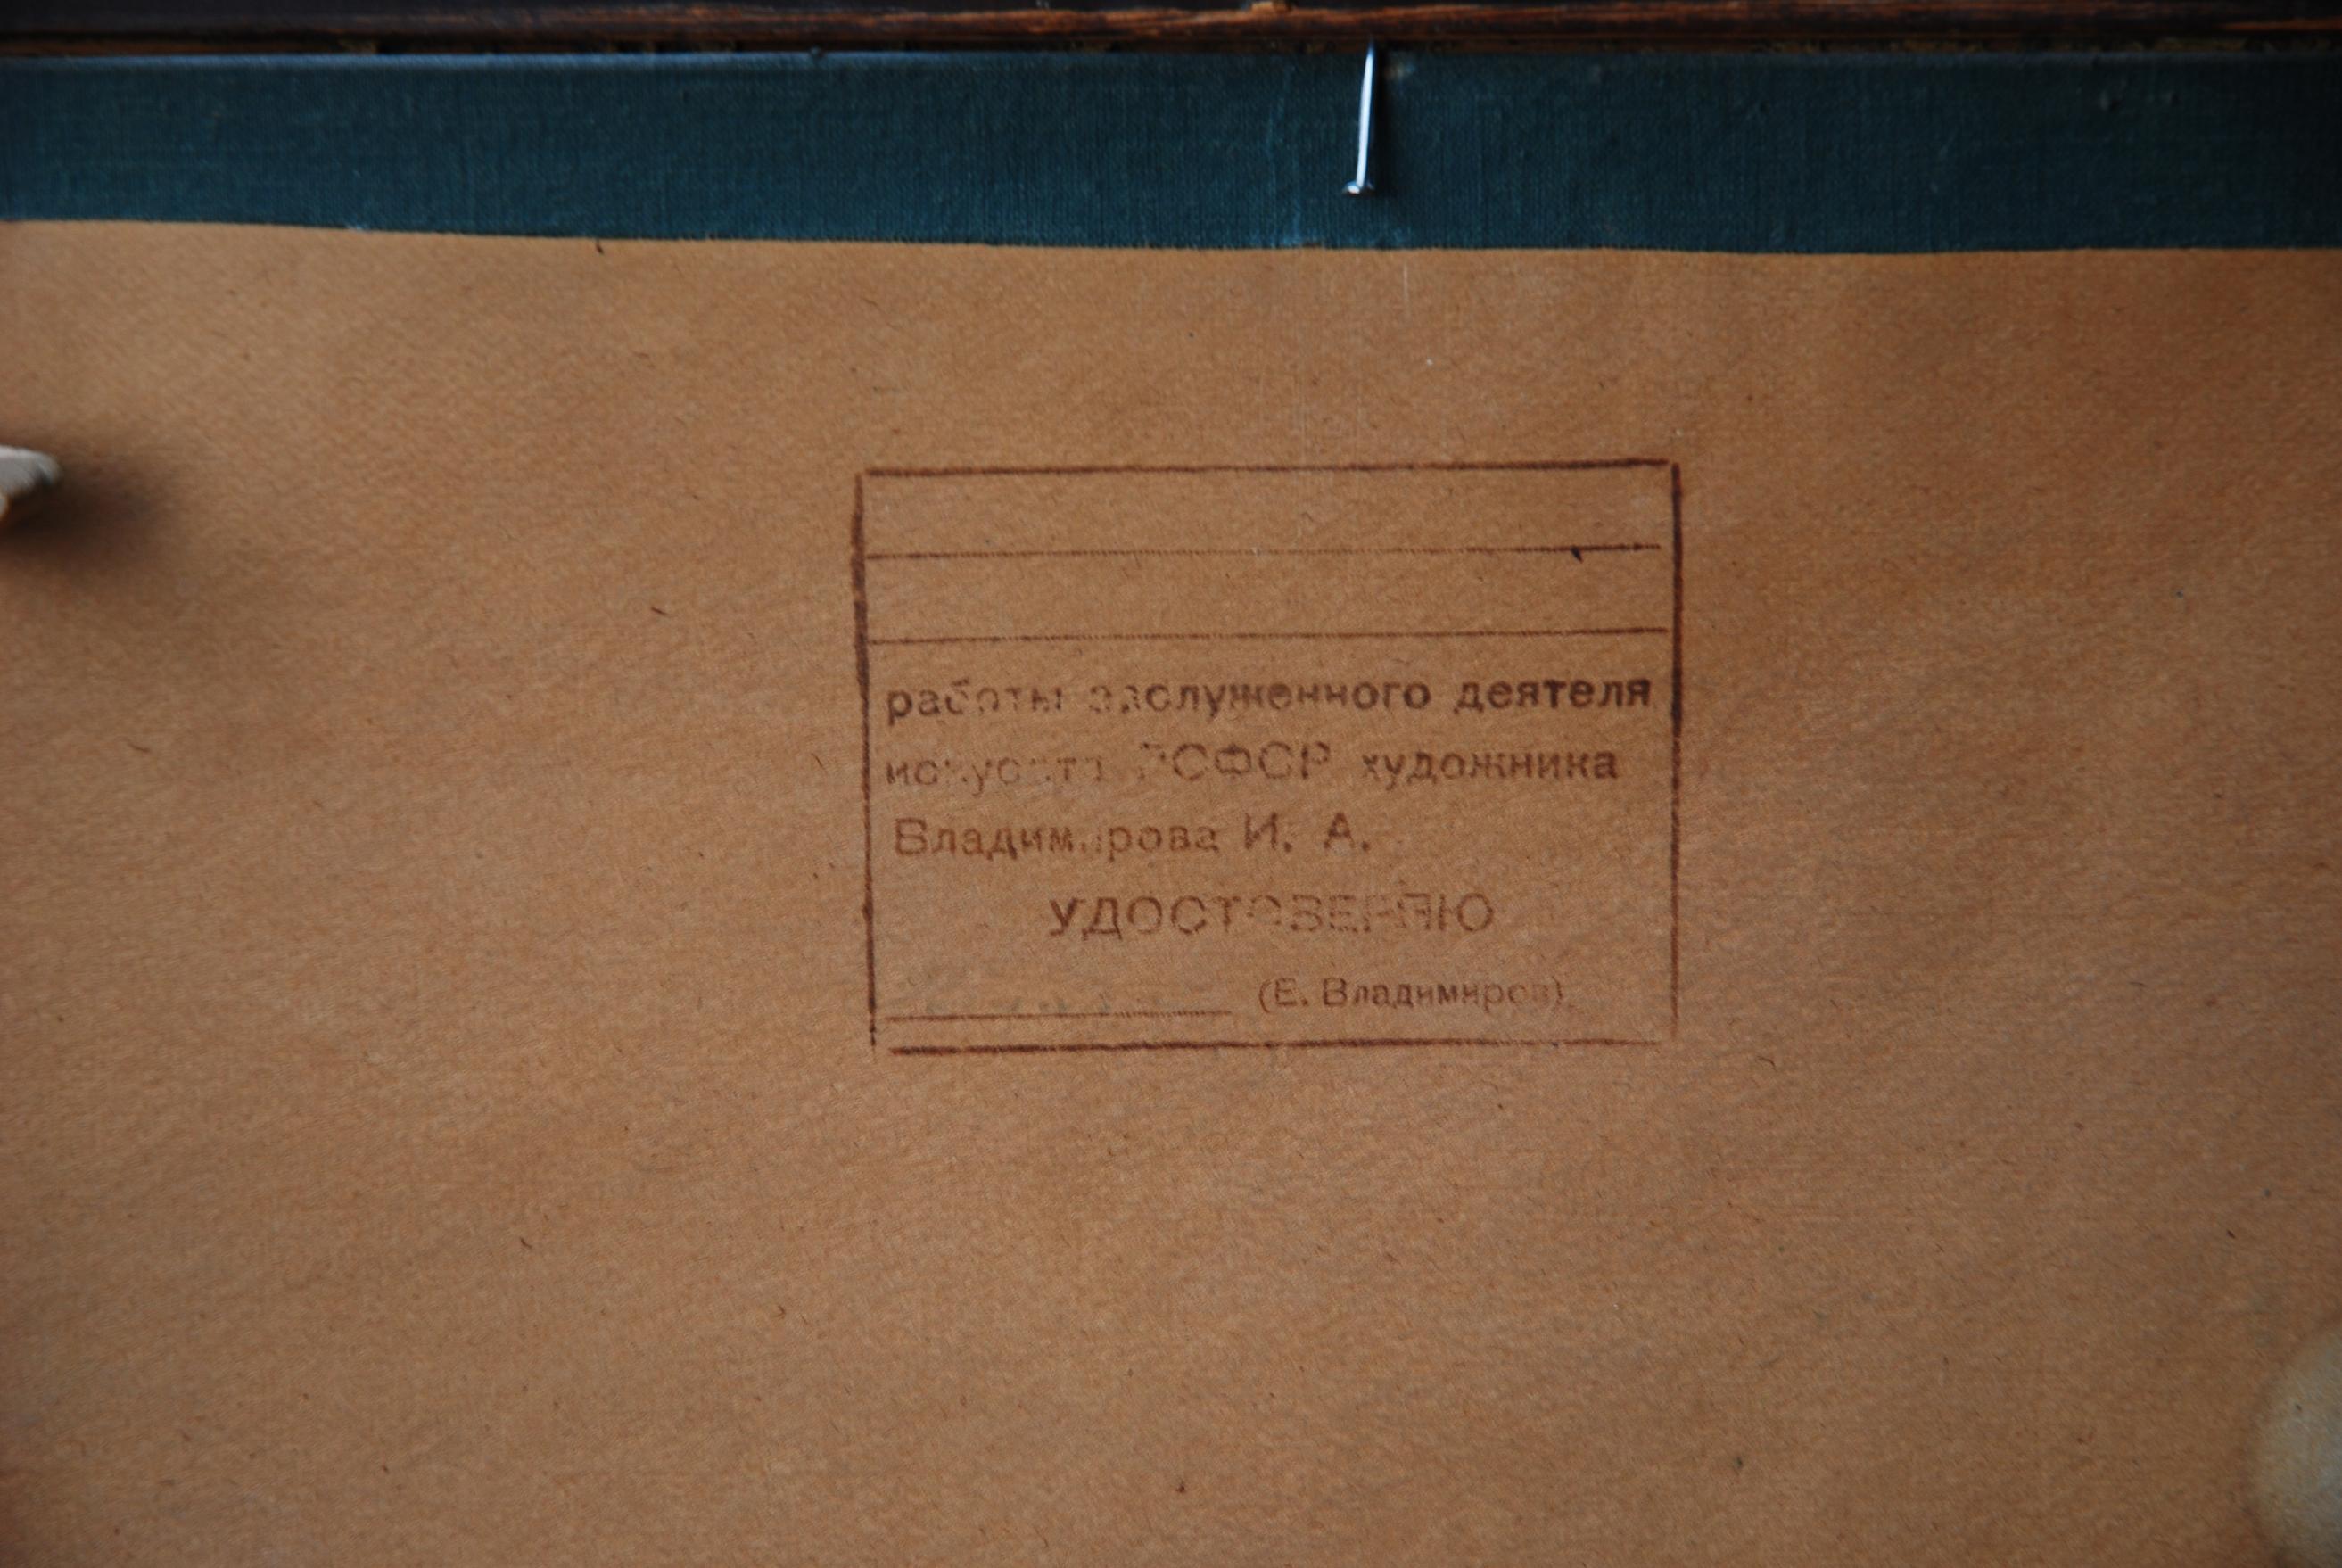 работы заслуженного деятеля
искусств РСФСР художника
Владимирова И. А.
УДОСТОВЕРЯЮ
(Е. Владимиров)